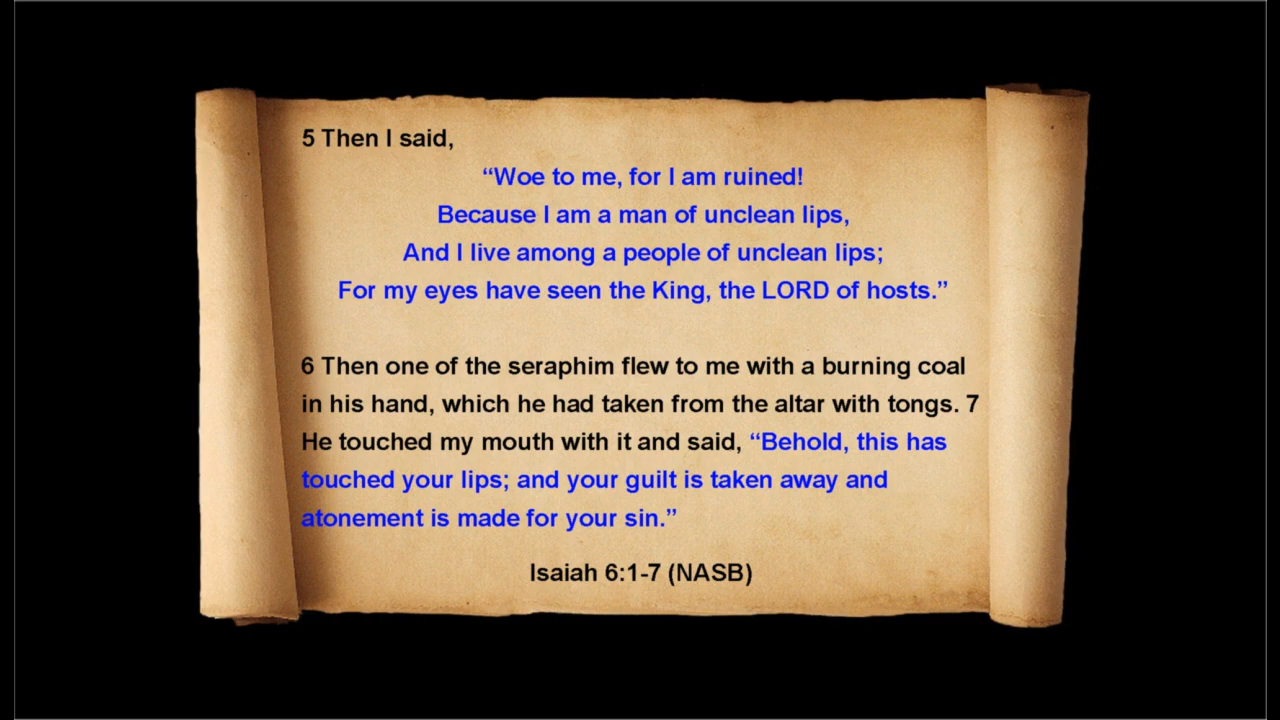 5 Then I said,
“Woe to me, for I am ruined!
Because I am a man of unclean lips,
And I live among a people of unclean lips;
For my eyes have seen the King, the LORD of hosts.”
6 Then one of the seraphim flew to me with a burning coal
in his hand, which he had taken from the altar with tongs. 7
He touched my mouth with it and said, “Behold, this has
touched your lips; and your guilt is taken away and
atonement is made for your sin.”
Isaiah 6:1-7 (NASB)